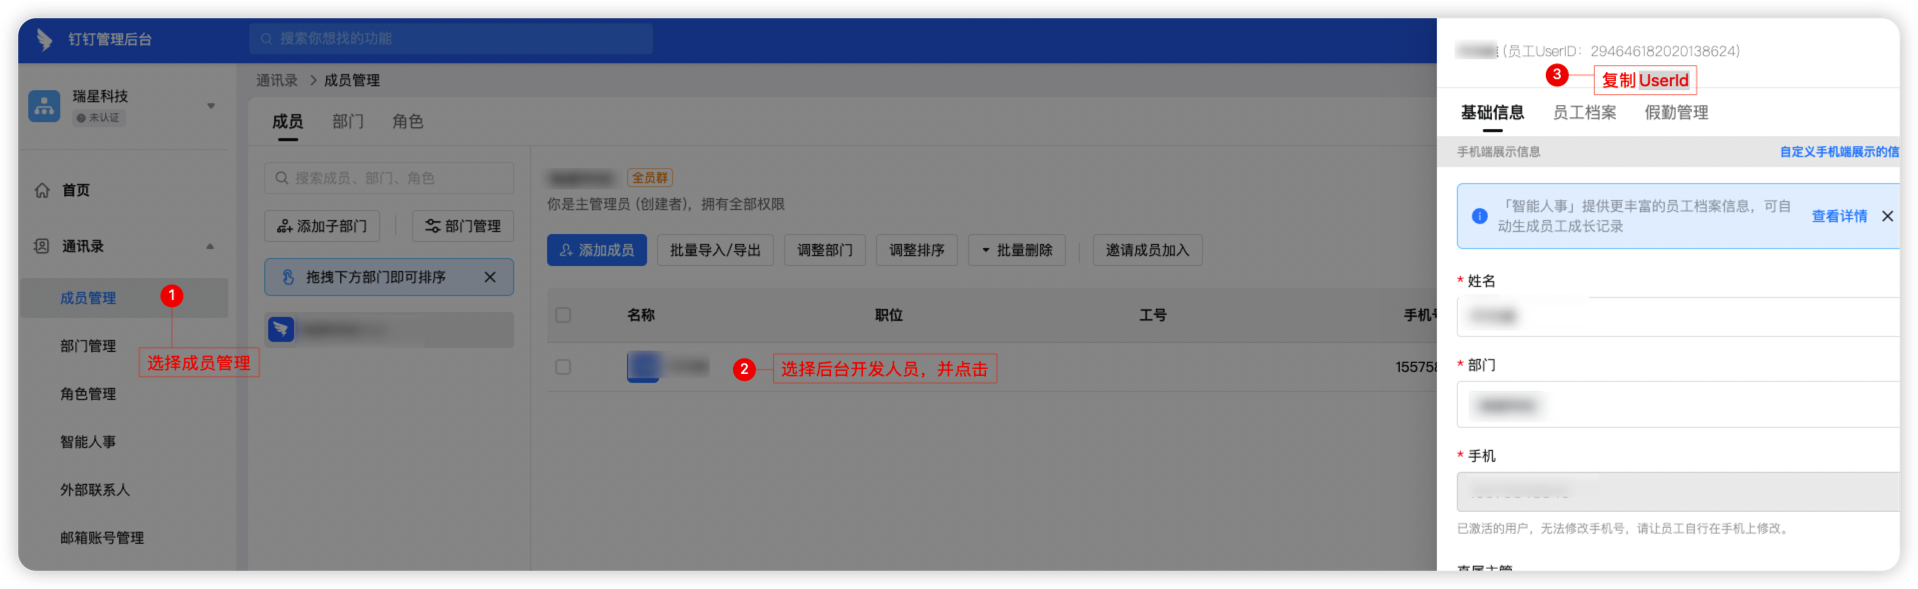 钉钉管理后台
搜索你想找的功能
瑞星科技
未认证
首页
通讯录
成员管理
1
选择成员管理
部门管理
角色管理
智能人事
外部联系人
邮箱账号管理
通讯录 > 成员管理
成员 部门 角色
搜索成员、部门、角色
添加子部门 部门管理
拖拽下方部门即可排序
全员群
你是主管理员 (创建者)，拥有全部权限
添加成员 批量导入/导出 调整部门 调整排序 批量删除 邀请成员加入
名称 职位 工号 手机号
2 选择后台开发人员，并点击
155758
(员工UserID：294646182020138624)
3 复制 UserId
基础信息 员工档案 假勤管理
手机端展示信息 自定义手机端展示的信
「智能人事」提供更丰富的员工档案信息，可自
动生成员工成长记录
查看详情
* 姓名
* 部门
* 手机
已激活的用户，无法修改手机号，请让员工自行在手机上修改。
直属主管